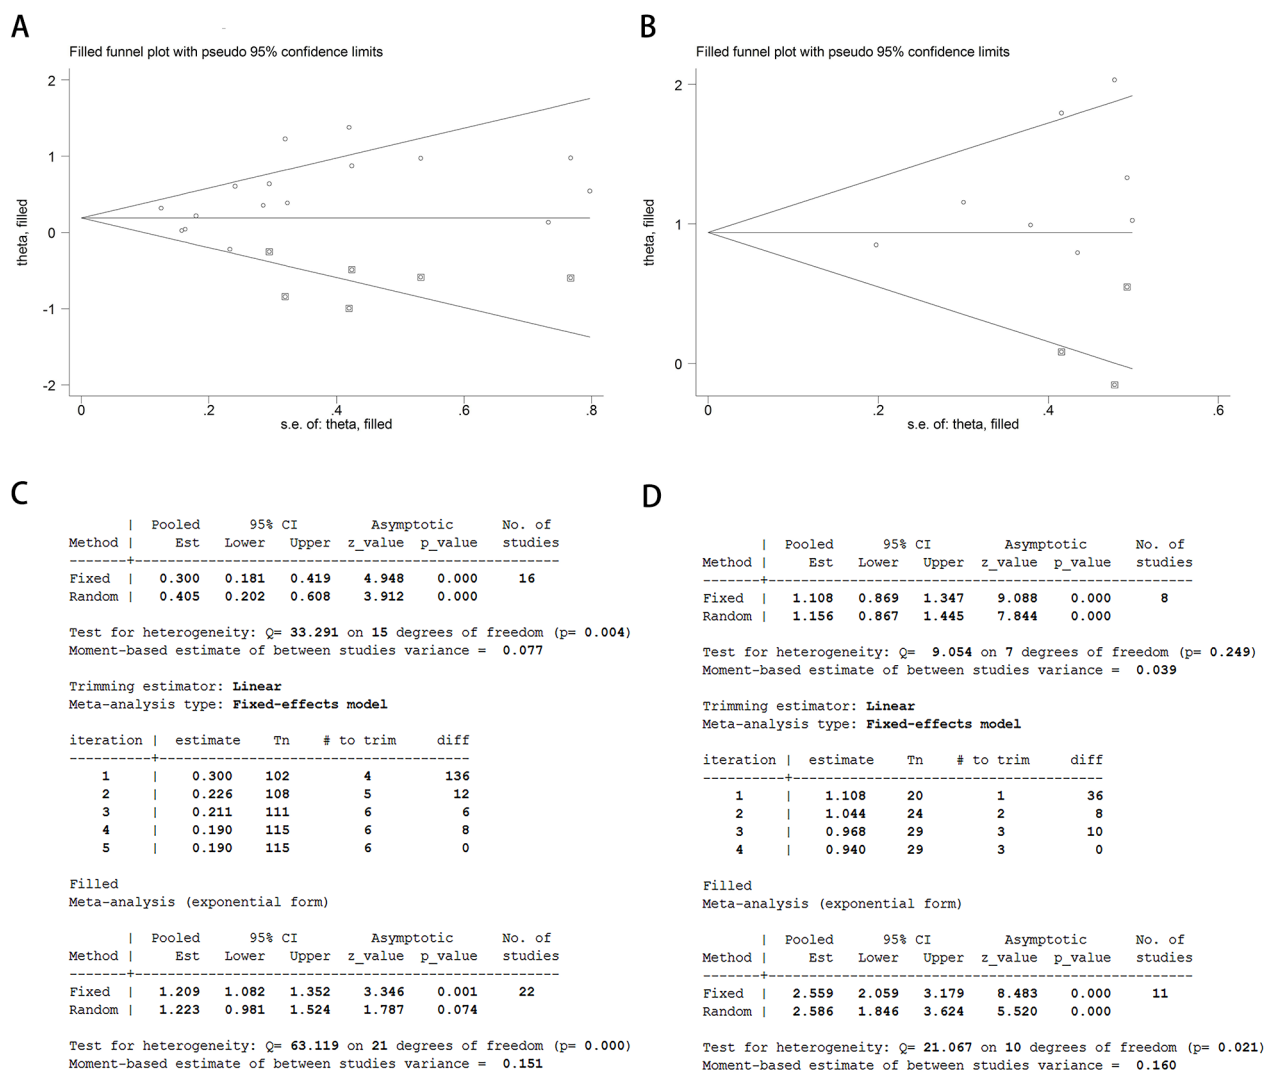 A
Filled funnel plot with pseudo 95% confidence limits
theta, filled
2
1
0
-1
-2
0 .2 .4 .6 .8
s.e. of: theta, filled
B
Filled funnel plot with pseudo 95% confidence limits
theta, filled
2
1
0
0 .2 .4 .6
s.e. of: theta, filled
C
| Pooled 95% CI Asymptotic No. of
Method | Est Lower Upper z_value p_value studies
-------+----------------------------------------------------
Fixed | 0.300 0.181 0.419 4.948 0.000 16
Random | 0.405 0.202 0.608 3.912 0.000
Test for heterogeneity: Q= 33.291 on 15 degrees of freedom (p= 0.004)
Moment-based estimate of between studies variance = 0.077
Trimming estimator: Linear
Meta-analysis type: Fixed-effects model
iteration | estimate Tn # to trim diff
----------+--------------------------------------
1 | 0.300 102 4 136
2 | 0.226 108 5 12
3 | 0.211 111 6 6
4 | 0.190 115 6 8
5 | 0.190 115 6 0
Filled
Meta-analysis (exponential form)
| Pooled 95% CI Asymptotic No. of
Method | Est Lower Upper z_value p_value studies
-------+----------------------------------------------------
Fixed | 1.209 1.082 1.352 3.346 0.001 22
Random | 1.223 0.981 1.524 1.787 0.074
Test for heterogeneity: Q= 63.119 on 21 degrees of freedom (p= 0.000)
Moment-based estimate of between studies variance = 0.151
D
| Pooled 95% CI Asymptotic No. of
Method | Est Lower Upper z_value p_value studies
-------+----------------------------------------------------
Fixed | 1.108 0.869 1.347 9.088 0.000 8
Random | 1.156 0.867 1.445 7.844 0.000
Test for heterogeneity: Q= 9.054 on 7 degrees of freedom (p= 0.249)
Moment-based estimate of between studies variance = 0.039
Trimming estimator: Linear
Meta-analysis type: Fixed-effects model
iteration | estimate Tn # to trim diff
----------+--------------------------------------
1 | 1.108 20 1 36
2 | 1.044 24 2 8
3 | 0.968 29 3 10
4 | 0.940 29 3 0
Filled
Meta-analysis (exponential form)
| Pooled 95% CI Asymptotic No. of
Method | Est Lower Upper z_value p_value studies
-------+----------------------------------------------------
Fixed | 2.559 2.059 3.179 8.483 0.000 11
Random | 2.586 1.846 3.624 5.520 0.000
Test for heterogeneity: Q= 21.067 on 10 degrees of freedom (p= 0.021)
Moment-based estimate of between studies variance = 0.160